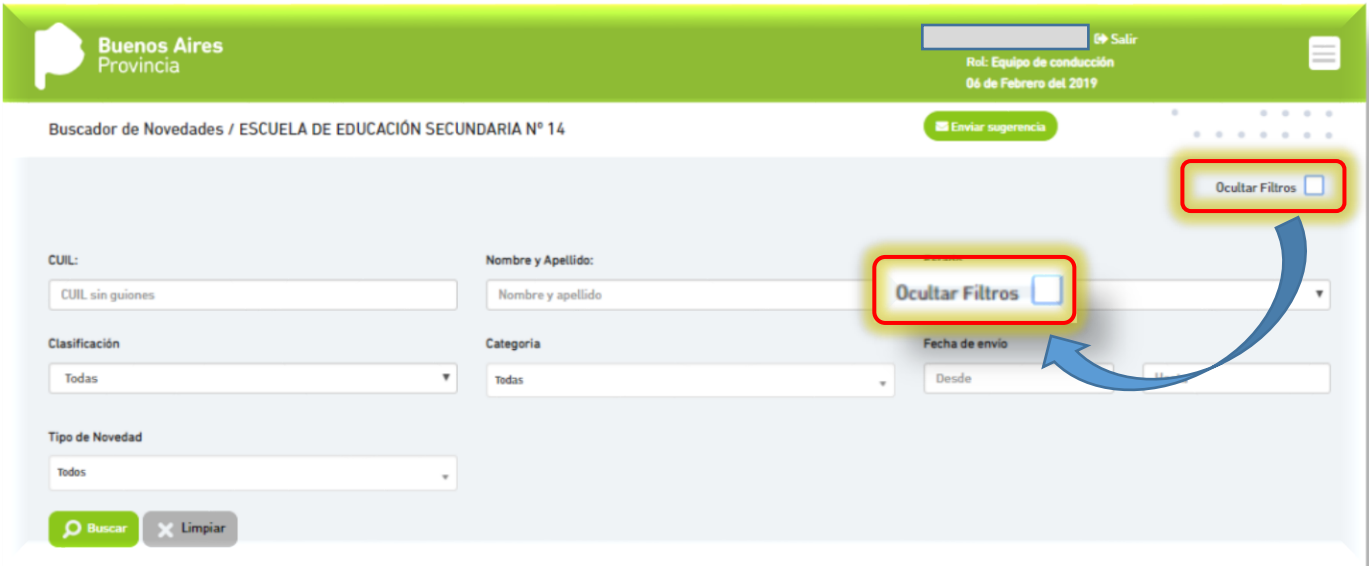 Buenos Aires
Provincia
Salir
Rol: Equipo de conducción
06 de Febrero del 2019
Buscador de Novedades / ESCUELA DE EDUCACIÓN SECUNDARIA Nº 14
Enviar sugerencia
Ocultar Filtros
CUIL:
Nombre y Apellido:
CUIL sin guiones
Nombre y apellido
Ocultar Filtros
Clasificación
Categoria
Fecha de envío
Todas
Todas
Desde
Tipo de Novedad
Todos
Buscar
Limpiar